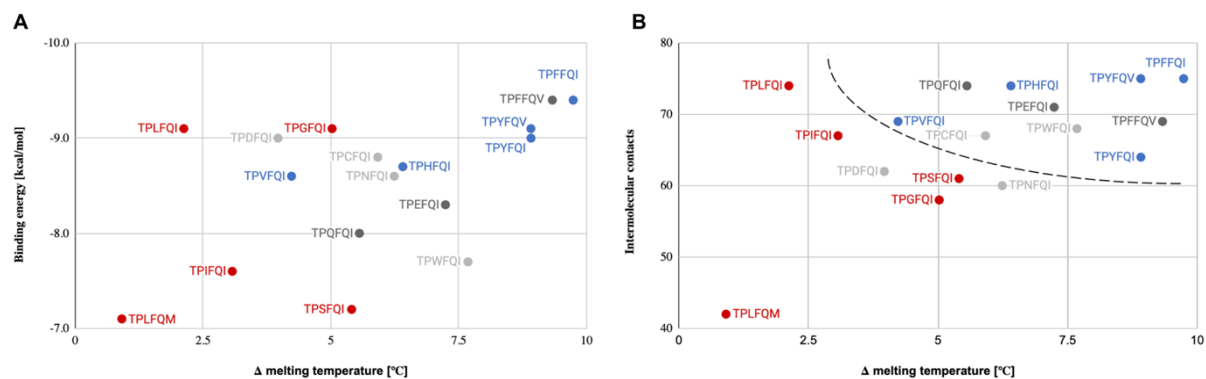 A
-10.0
TPFFQI
TPFFQV
TPLFQI
TPGFQI
TPYFQV
-9.0
TPDFQI
TPYFQI
TPCFQI
TPHFQI
TPVFQI
TPNFQI
TPEFQI
-8.0
TPQFQI
TPWFQI
TPIFQI
TPSFQI
TPLFQM
-7.0
0
2.5
5
7.5
10
Binding energy [kcal/mol]
Δ melting temperature [℃]
B
80
TPFFQI
TPYFQV
TPLFQI
TPQFQI
TPHFQI
TPEFQI
70
TPVFQI
TPFFQV
TPWFQI
TPIFQI
TPCFQI
TPYFQI
TPDFQI
TPSFQI
TPNFQI
60
TPGFQI
50
TPLFQM
40
0
2.5
5
7.5
10
Intermolecular contacts
Δ melting temperature [℃]